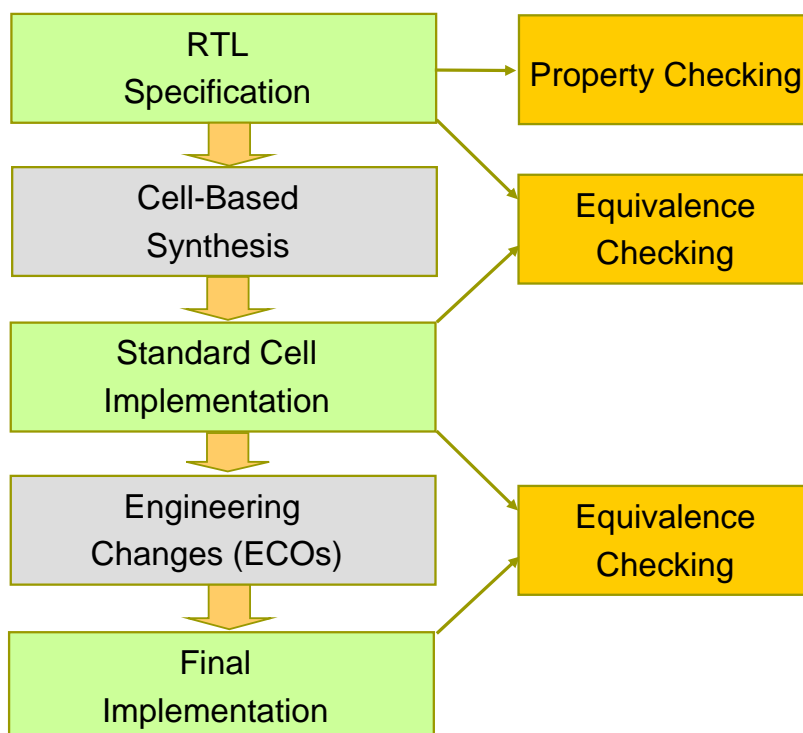 RTL
Specification
Property Checking
Cell-Based
Synthesis
Equivalence
Checking
Standard Cell
Implementation
Engineering
Changes (ECOs)
Equivalence
Checking
Final
Implementation